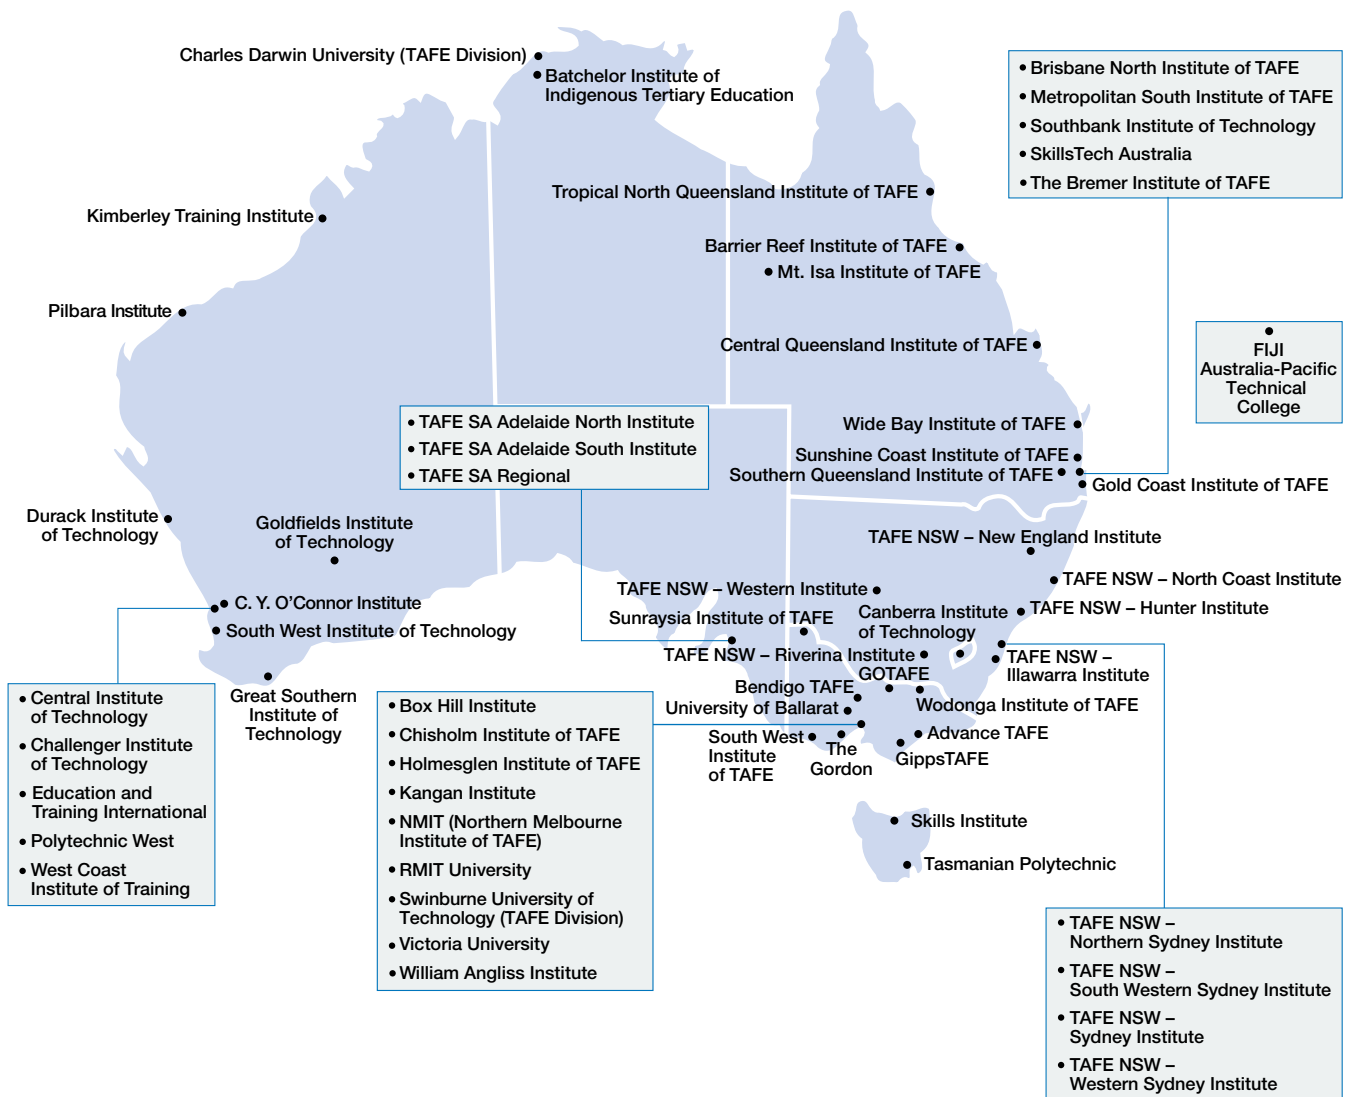 Charles Darwin University (TAFE Division)
Batchelor Institute of
Indigenous Tertiary Education
• Brisbane North Institute of TAFE
• Metropolitan South Institute of TAFE
• Southbank Institute of Technology
• SkillsTech Australia
• The Bremer Institute of TAFE
Tropical North Queensland Institute of TAFE
Kimberley Training Institute
Barrier Reef Institute of TAFE
Mt. Isa Institute of TAFE
Pilbara Institute
Central Queensland Institute of TAFE
FIJI
Australia-Pacific
Technical
College
• TAFE SA Adelaide North Institute
• TAFE SA Adelaide South Institute
• TAFE SA Regional
Wide Bay Institute of TAFE
Sunshine Coast Institute of TAFE
Southern Queensland Institute of TAFE
Gold Coast Institute of TAFE
Durack Institute
of Technology
Goldfields Institute
of Technology
TAFE NSW – New England Institute
TAFE NSW – North Coast Institute
TAFE NSW – Western Institute
C. Y. O'Connor Institute
South West Institute of Technology
Sunraysia Institute of TAFE
Canberra Institute
of Technology
TAFE NSW – Hunter Institute
TAFE NSW – Riverina Institute
TAFE NSW –
Illawarra Institute
GOTAFE
Bendigo TAFE
University of Ballarat
Wodonga Institute of TAFE
Great Southern
Institute of
Technology
South West
Institute
of TAFE
The
Gordon
Advance TAFE
GippsTAFE
• Central Institute
of Technology
• Challenger Institute
of Technology
• Education and
Training International
• Polytechnic West
• West Coast
Institute of Training
• Box Hill Institute
• Chisholm Institute of TAFE
• Holmesglen Institute of TAFE
• Kangan Institute
• NMIT (Northern Melbourne
Institute of TAFE)
• RMIT University
• Swinburne University of
Technology (TAFE Division)
• Victoria University
• William Angliss Institute
Skills Institute
Tasmanian Polytechnic
• TAFE NSW –
Northern Sydney Institute
• TAFE NSW –
South Western Sydney Institute
• TAFE NSW –
Sydney Institute
• TAFE NSW –
Western Sydney Institute